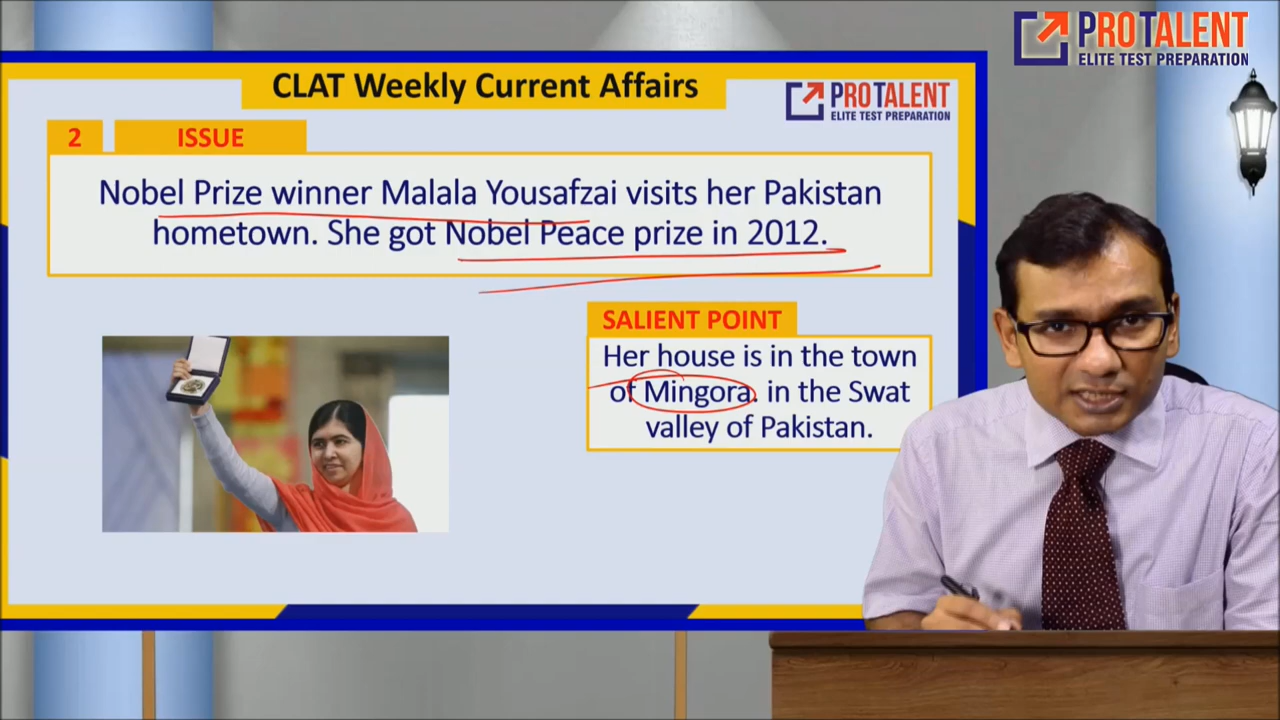 PROTALENT
ELITE TEST PREPARATION
CLAT Weekly Current Affairs
PROTALENT
ELITE TEST PREPARATION
2
ISSUE
Nobel Prize winner Malala Yousafzai visits her Pakistan
hometown. She got Nobel Peace prize in 2012.
SALIENT POINT
Her house is in the town
of Mingora. in the Swat
valley of Pakistan.